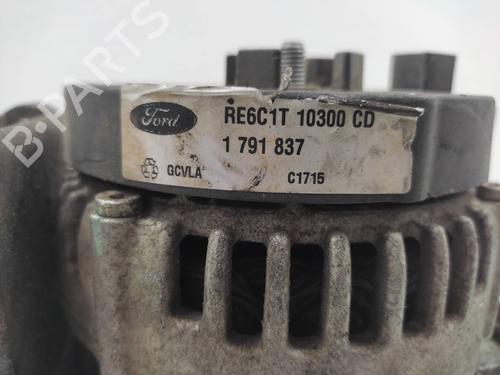 B-PARTS
Ford
RE6C1T 10300 CD
1 791 837
GCVLA C1715